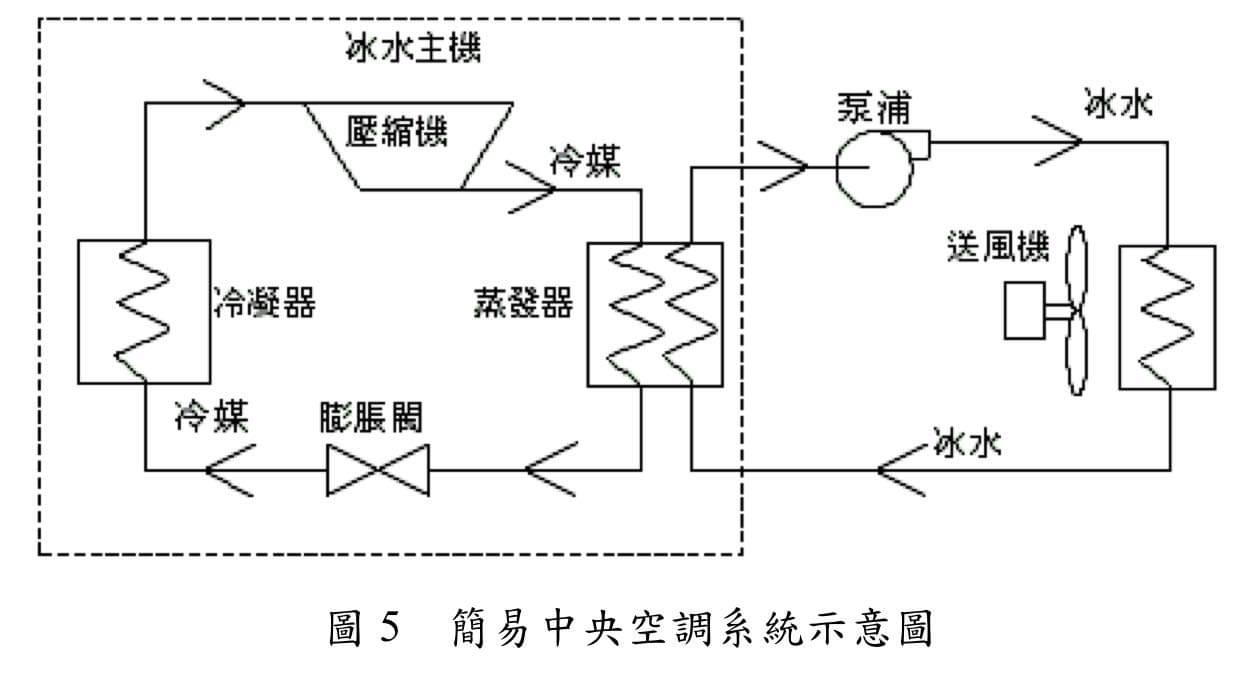 冰水主機
壓縮機
冷媒
泵浦
冰水
送風機
冷凝器
蒸發器
冷媒
膨脹閥
冰水
圖 5 簡易中央空調系統示意圖